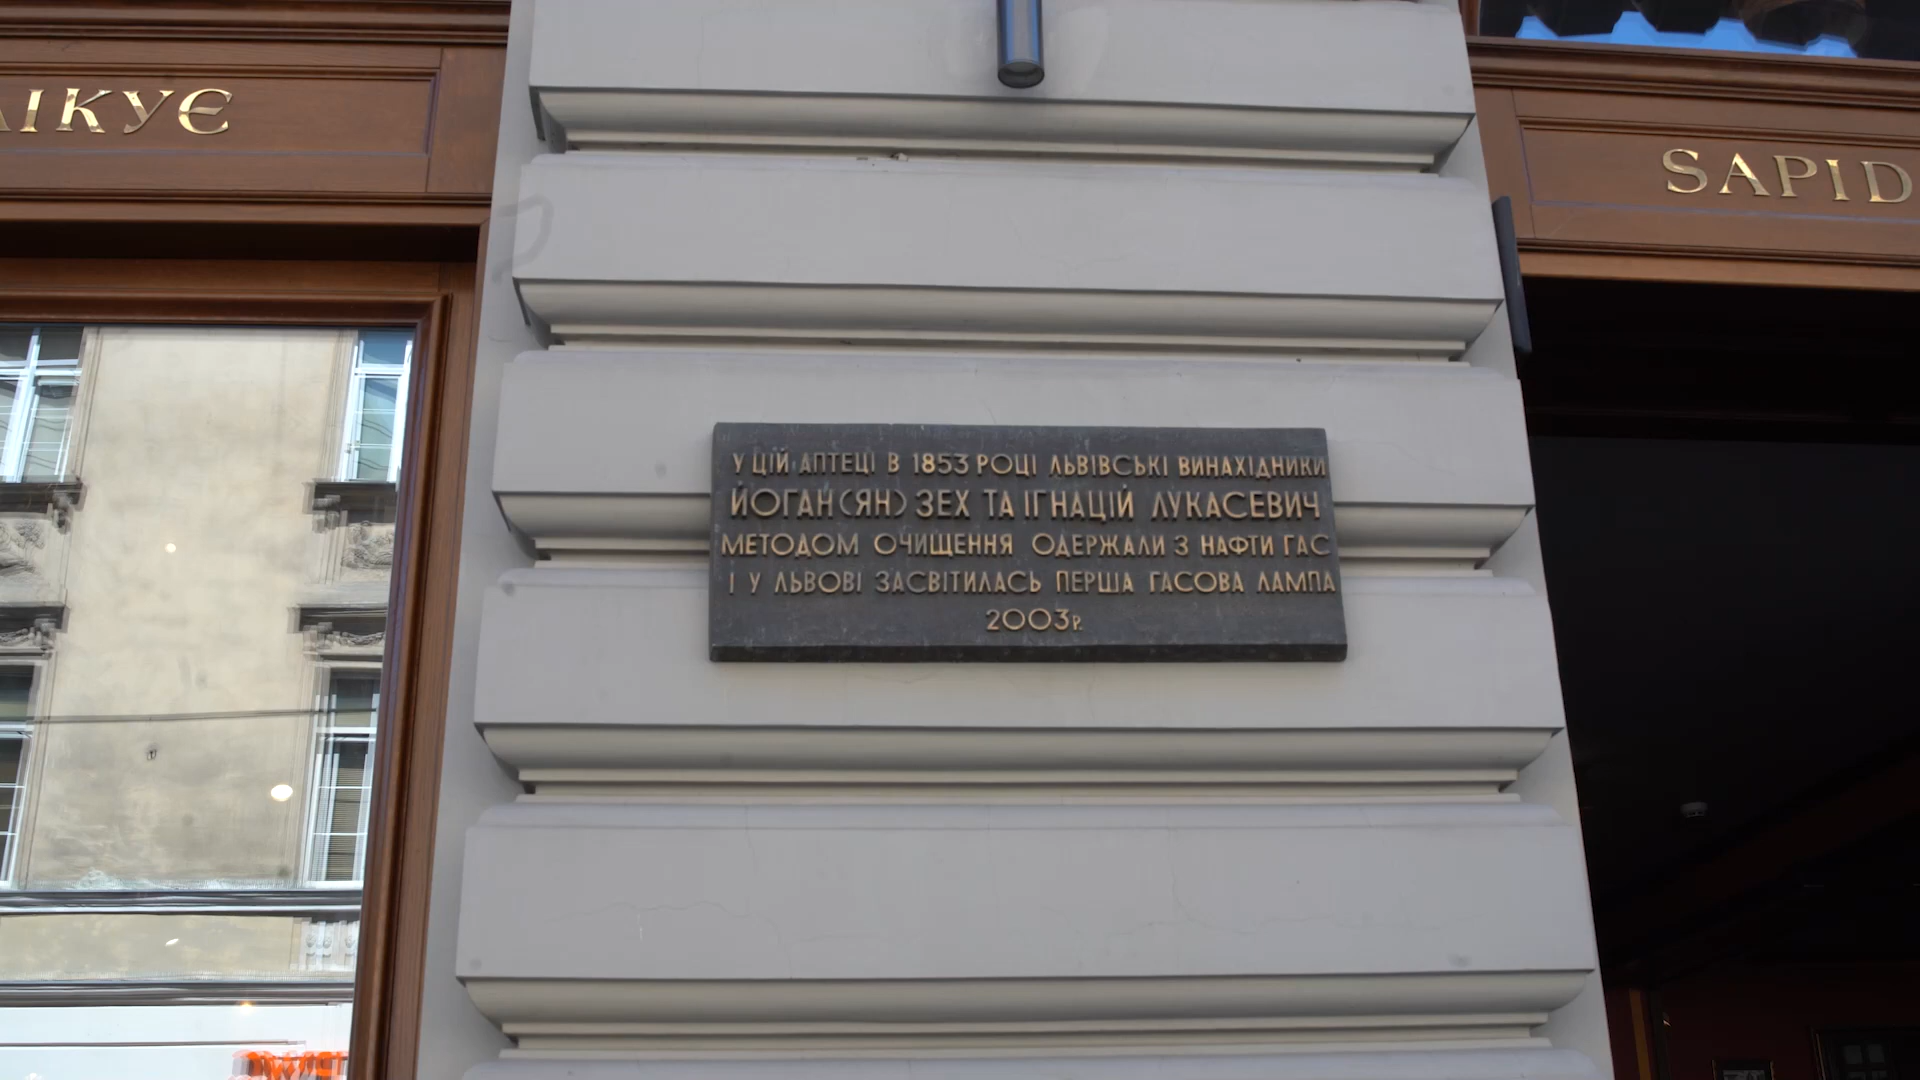 ЛІКУЄ
SAPID
У ЦІЙ АПТЕЦІ В 1853 РОЦІ ЛЬВІВСЬКІ ВИНАХІДНИКИ
ЙОГАН(ЯН) ЗЕХ ТА ІГНАЦІЙ ЛУКАСЕВИЧ
МЕТОДОМ ОЧИЩЕННЯ ОДЕРЖАЛИ З НАФТИ ГАС
І У ЛЬВОВІ ЗАСВІТИЛАСЬ ПЕРША ГАСОВА ЛАМПА
2003р.